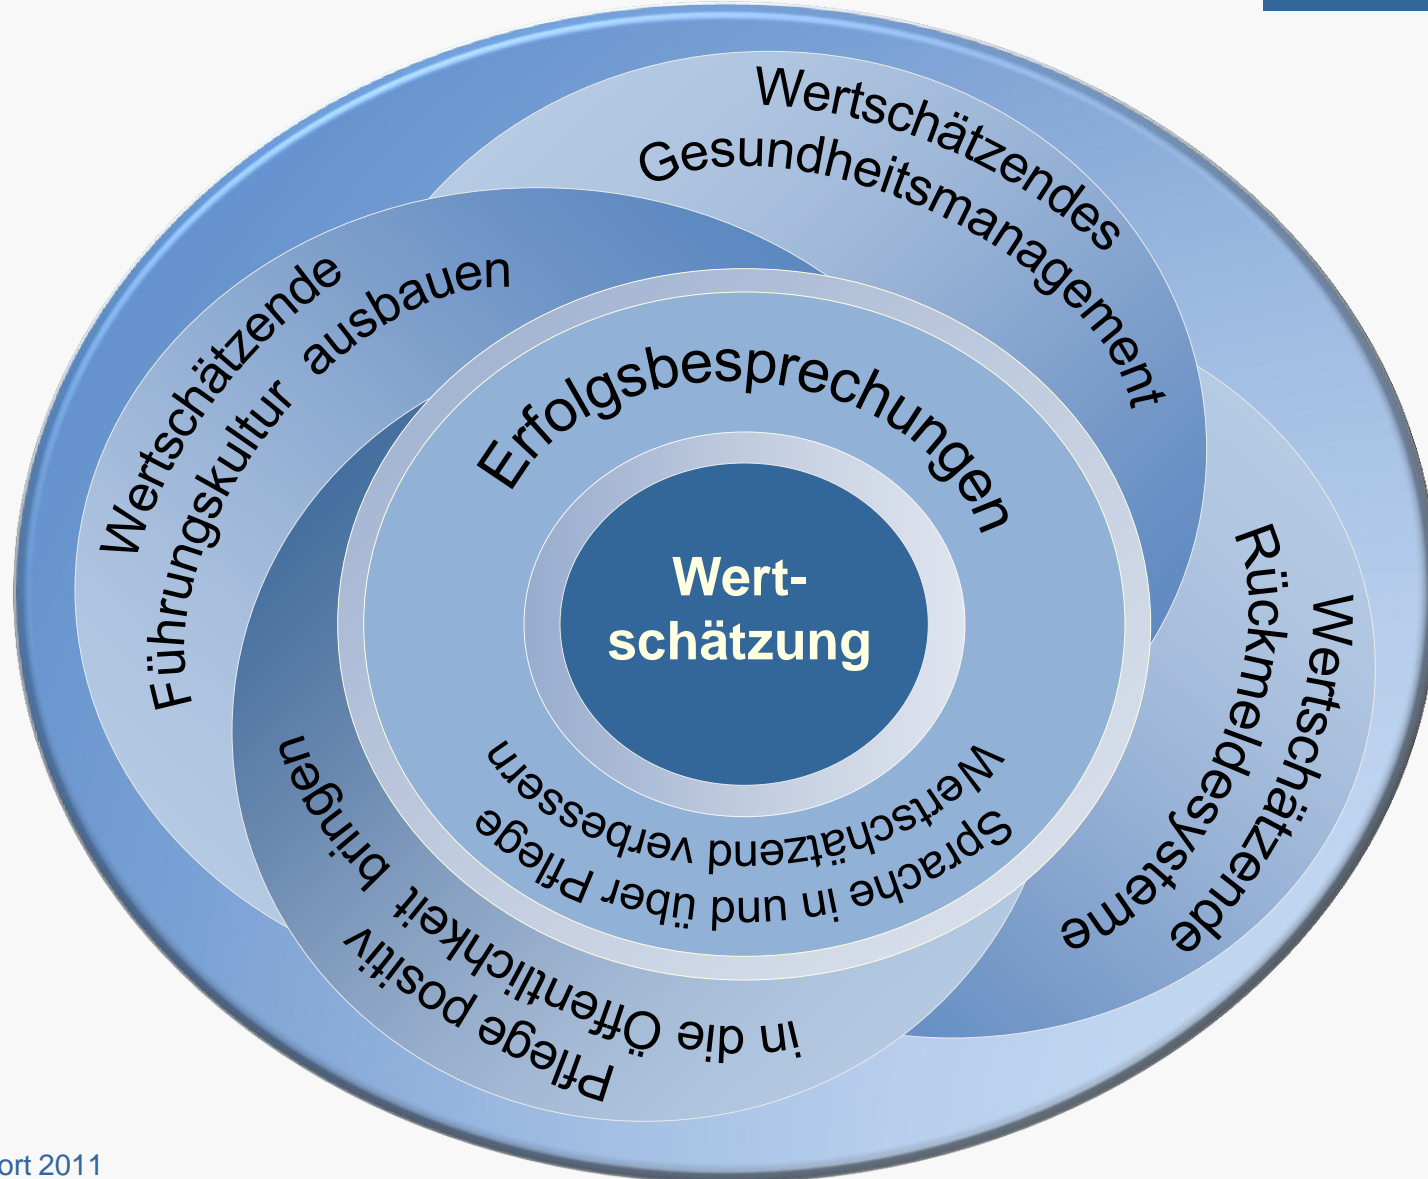 Wertschätzendes
Gesundheitsmanagement
Wertschätzende
Führungskultur ausbauen
Erfolgsbesprechungen
Wert-
schätzung
Wertschätzende
Rückmeldesysteme
Sprache in und über Pflege
Wertschätzend verbessern
Pflege positiv
in die Öffentlichkeit bringen
ort 2011